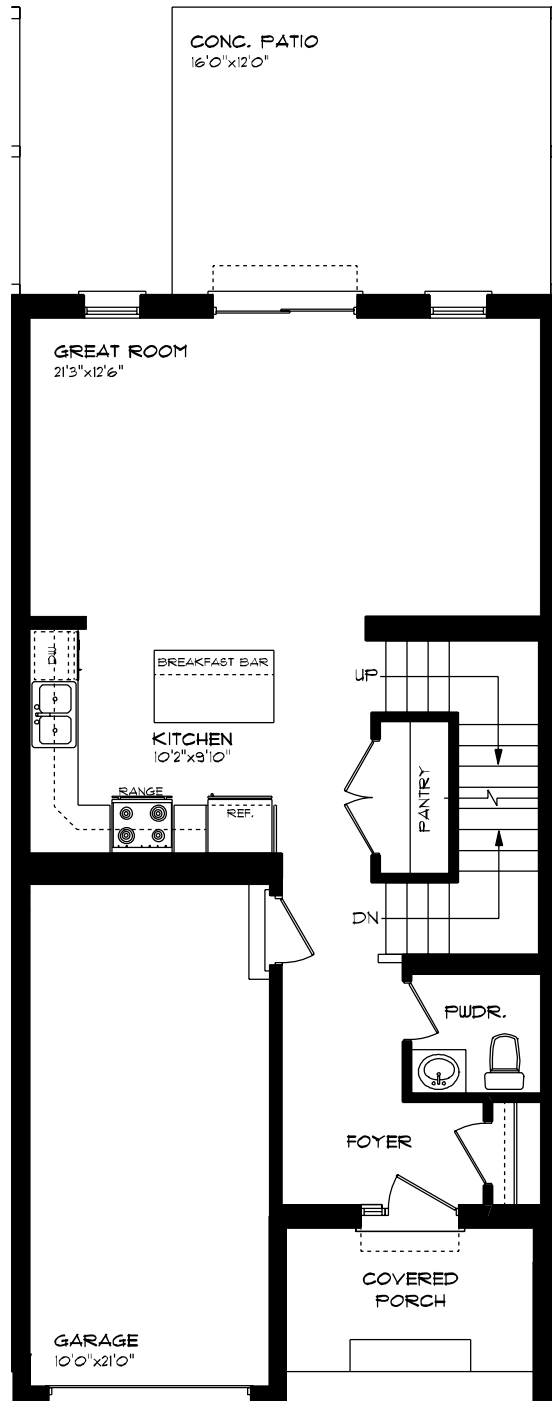 CONC. PATIO
16'0"x12'0"
GREAT ROOM
21'3"x12'6"
DW
BREAKFAST BAR
UP
KITCHEN
10'2"x9'10"
RANGE
REF.
PANTRY
DN
PWDR.
FOYER
COVERED
PORCH
GARAGE
10'0"x21'0"